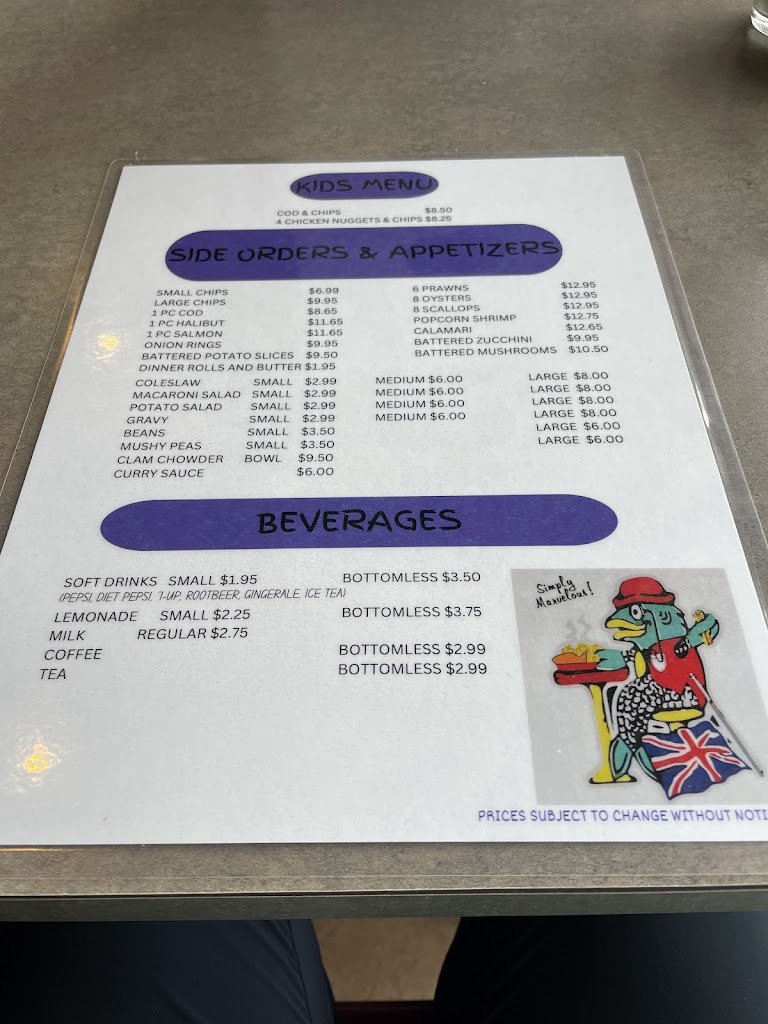 KIDS MENU
COD & CHIPS $8.50
4 CHICKEN NUGGETS & CHIPS $8.25
SIDE ORDERS & APPETIZERS
SMALL CHIPS $6.99
LARGE CHIPS $9.95
1 PC COD $8.65
1 PC HALIBUT $11.65
1 PC SALMON $11.65
ONION RINGS $9.95
BATTERED POTATO SLICES $9.50
DINNER ROLLS AND BUTTER $1.95
6 PRAWNS $12.95
8 OYSTERS $12.95
8 SCALLOPS $12.95
POPCORN SHRIMP $12.75
CALAMARI $12.65
BATTERED ZUCCHINI $9.95
BATTERED MUSHROOMS $10.50
COLESLAW SMALL $2.99 MEDIUM $6.00 LARGE $8.00
MACARONI SALAD SMALL $2.99 MEDIUM $6.00 LARGE $8.00
POTATO SALAD SMALL $2.99 MEDIUM $6.00 LARGE $8.00
GRAVY SMALL $2.99 MEDIUM $6.00 LARGE $8.00
BEANS SMALL $3.50 LARGE $6.00
MUSHY PEAS SMALL $3.50 LARGE $6.00
CLAM CHOWDER BOWL $9.50
CURRY SAUCE $6.00
BEVERAGES
SOFT DRINKS SMALL $1.95 BOTTOMLESS $3.50
(PEPSI, DIET PEPSI, 7-UP, ROOTBEER, GINGERALE, ICE TEA)
LEMONADE SMALL $2.25 BOTTOMLESS $3.75
MILK REGULAR $2.75
COFFEE BOTTOMLESS $2.99
TEA BOTTOMLESS $2.99
Simply
Marvelous!
PRICES SUBJECT TO CHANGE WITHOUT NOTI